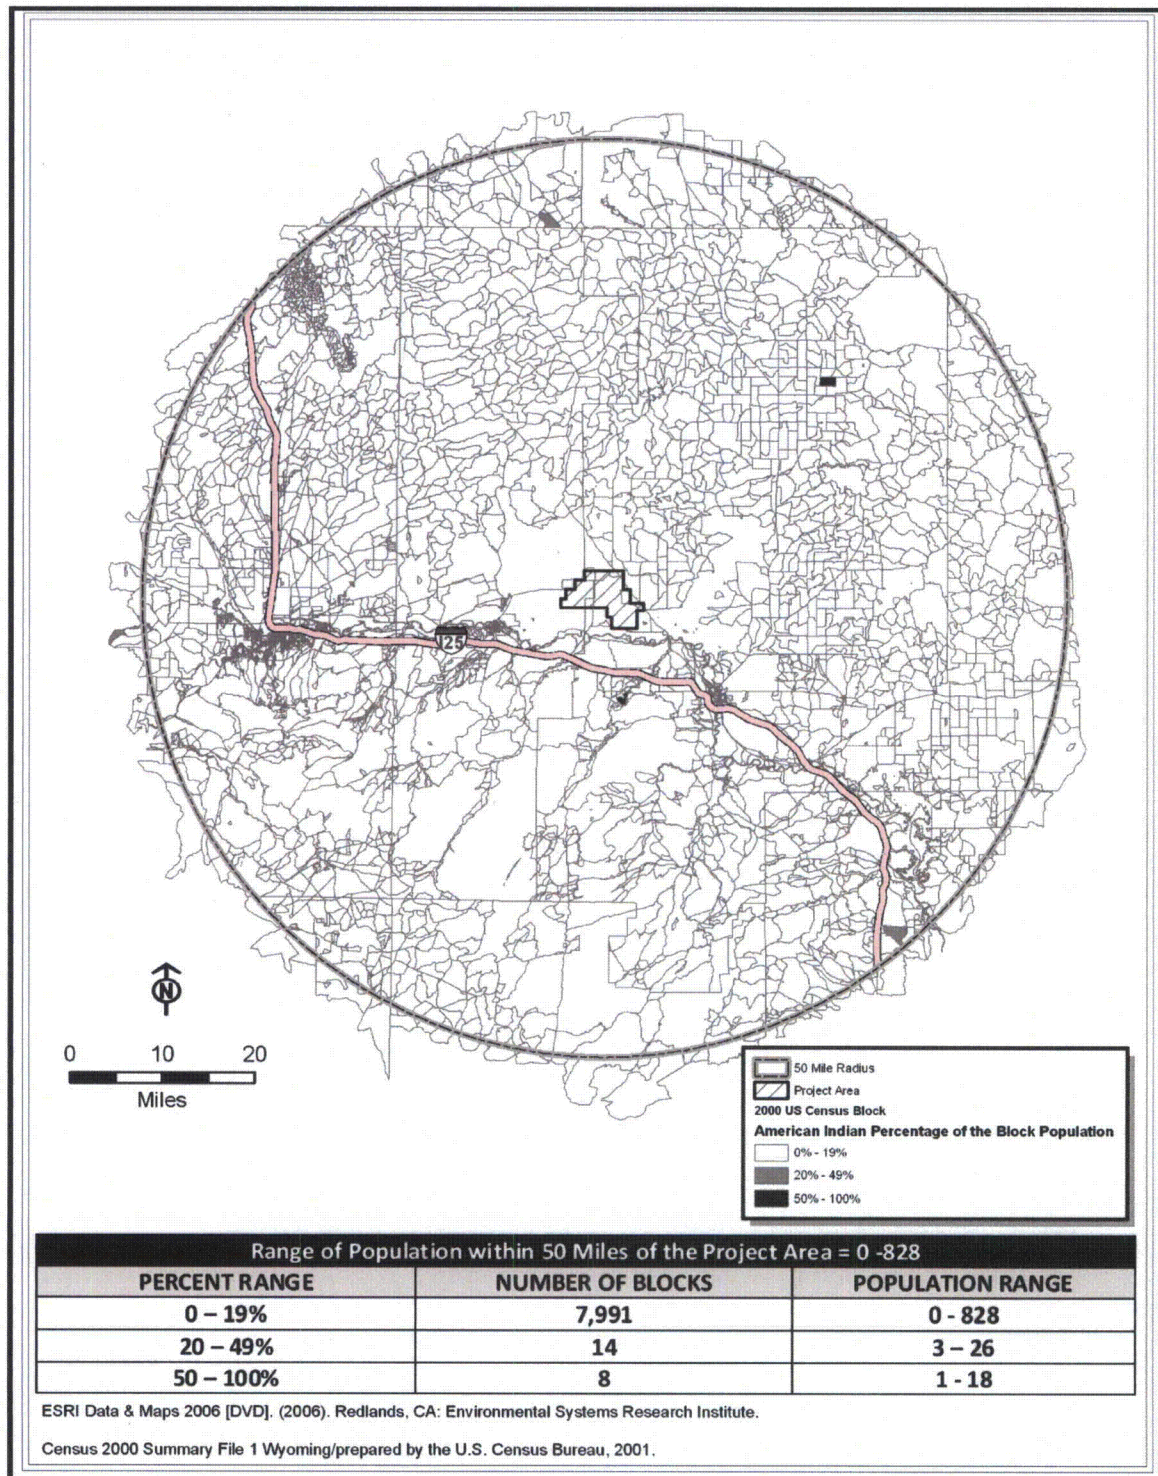 I25
N
0 10 20
Miles
50 Mile Radius
Project Area
2000 US Census Block
American Indian Percentage of the Block Population
0% - 19%
20% - 49%
50% - 100%
Range of Population within 50 Miles of the Project Area = 0 -828
PERCENT RANGE NUMBER OF BLOCKS POPULATION RANGE
0 – 19% 7,991 0 - 828
20 – 49% 14 3 – 26
50 – 100% 8 1 - 18
ESRI Data & Maps 2006 [DVD]. (2006). Redlands, CA: Environmental Systems Research Institute.
Census 2000 Summary File 1 Wyoming/prepared by the U.S. Census Bureau, 2001.